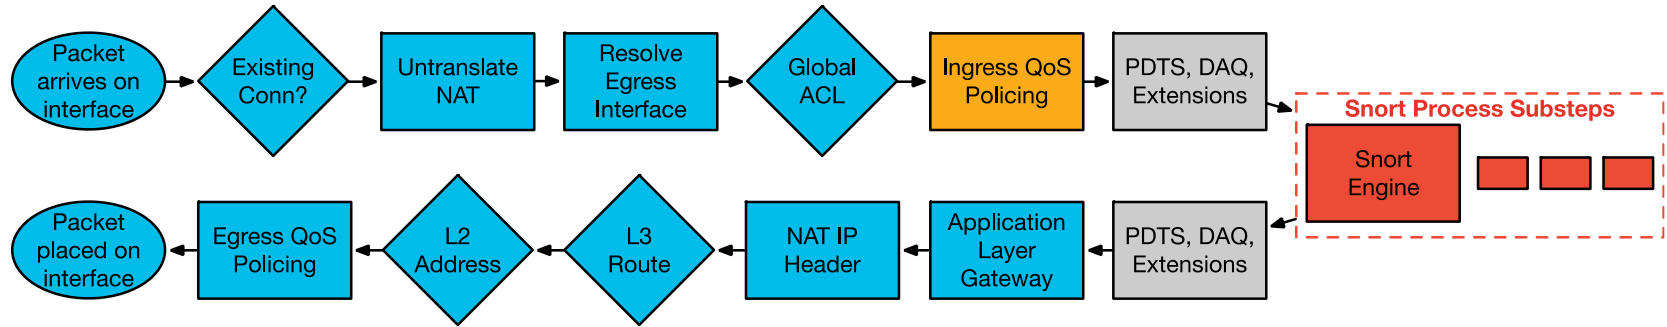 Packet
arrives on
interface
Existing
Conn?
Untranslate
NAT
Resolve
Egress
Interface
Global
ACL
Ingress QoS
Policing
PDTS, DAQ,
Extensions
Snort Process Substeps
Snort
Engine
Packet
placed on
interface
Egress QoS
Policing
L2
Address
L3
Route
NAT IP
Header
Application
Layer
Gateway
PDTS, DAQ,
Extensions